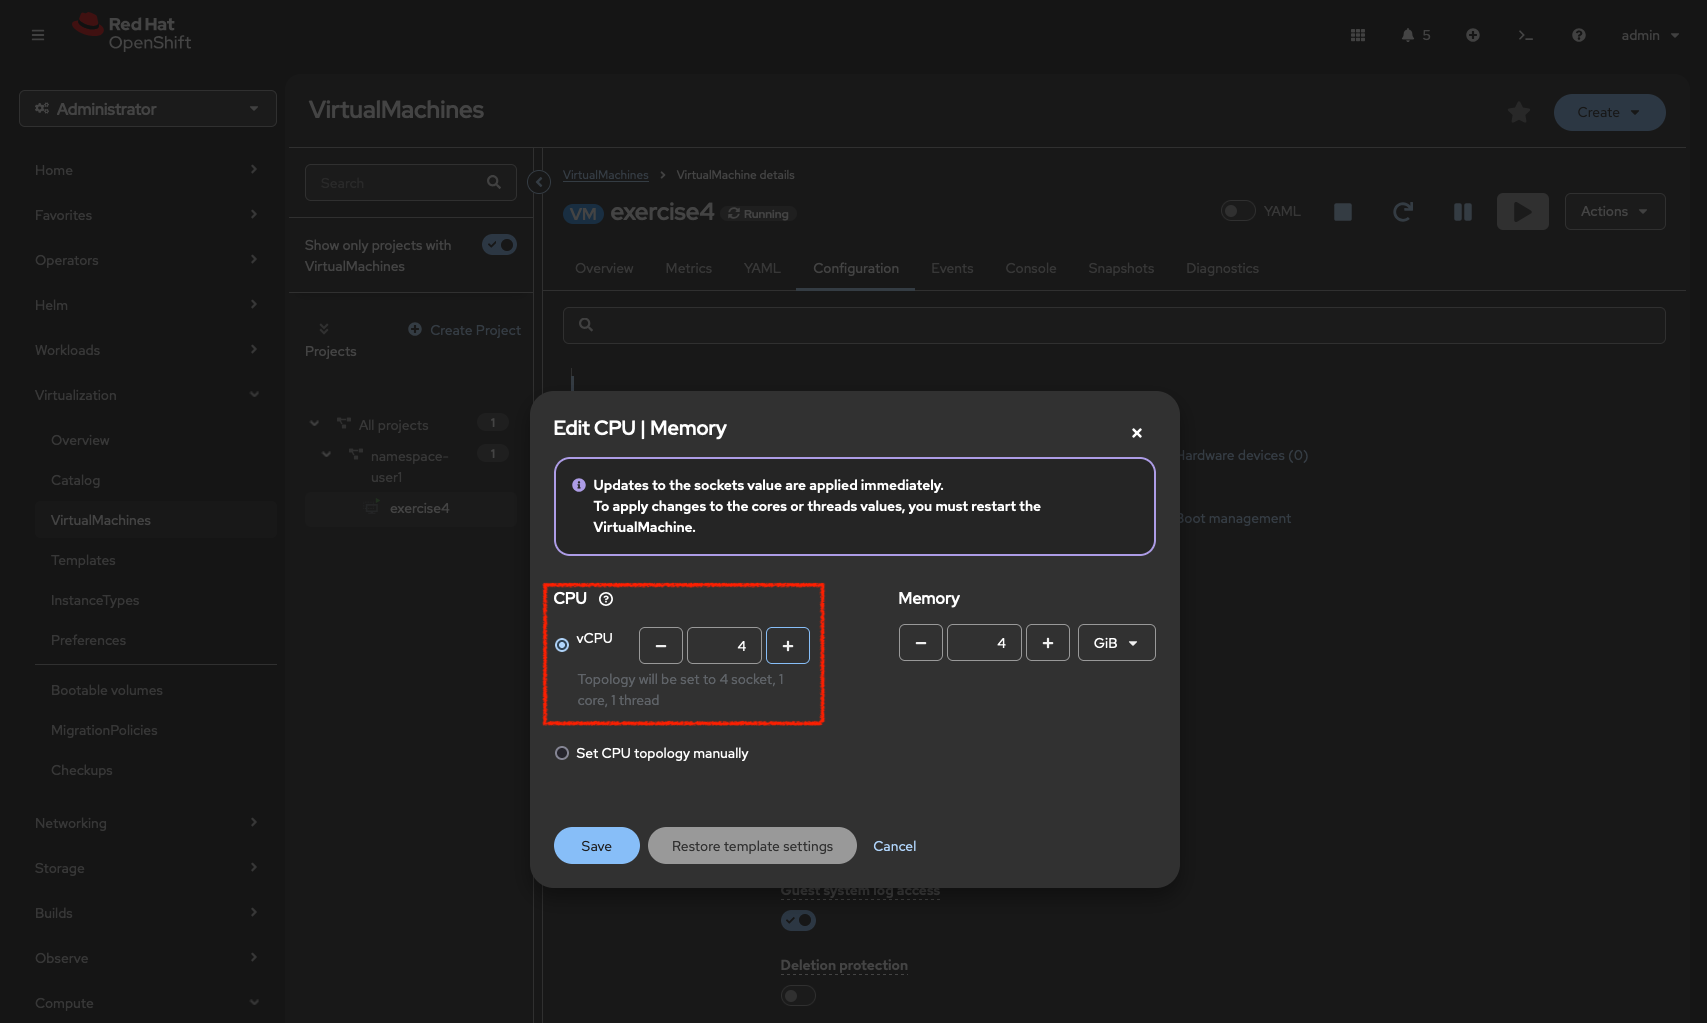 Red Hat
OpenShift
5
admin
Administrator
Home
Favorites
Operators
Helm
Workloads
Virtualization
Overview
Catalog
VirtualMachines
Templates
InstanceTypes
Preferences
Bootable volumes
MigrationPolicies
Checkups
Networking
Storage
Builds
Observe
Compute
VirtualMachines
Create
Search
Show only projects with
VirtualMachines
Create Project
Projects
All projects 1
namespace- 1
user1
exercise4
VirtualMachines VirtualMachine details
VM exercise4 Running
YAML
Actions
Overview Metrics YAML Configuration Events Console Snapshots Diagnostics
Hardware devices (0)
Boot management
Edit CPU | Memory
Updates to the sockets value are applied immediately.
To apply changes to the cores or threads values, you must restart the
VirtualMachine.
CPU
vCPU
4
Topology will be set to 4 socket, 1
core, 1 thread
Set CPU topology manually
Memory
4 GiB
Save Restore template settings Cancel
Guest system log access
Deletion protection